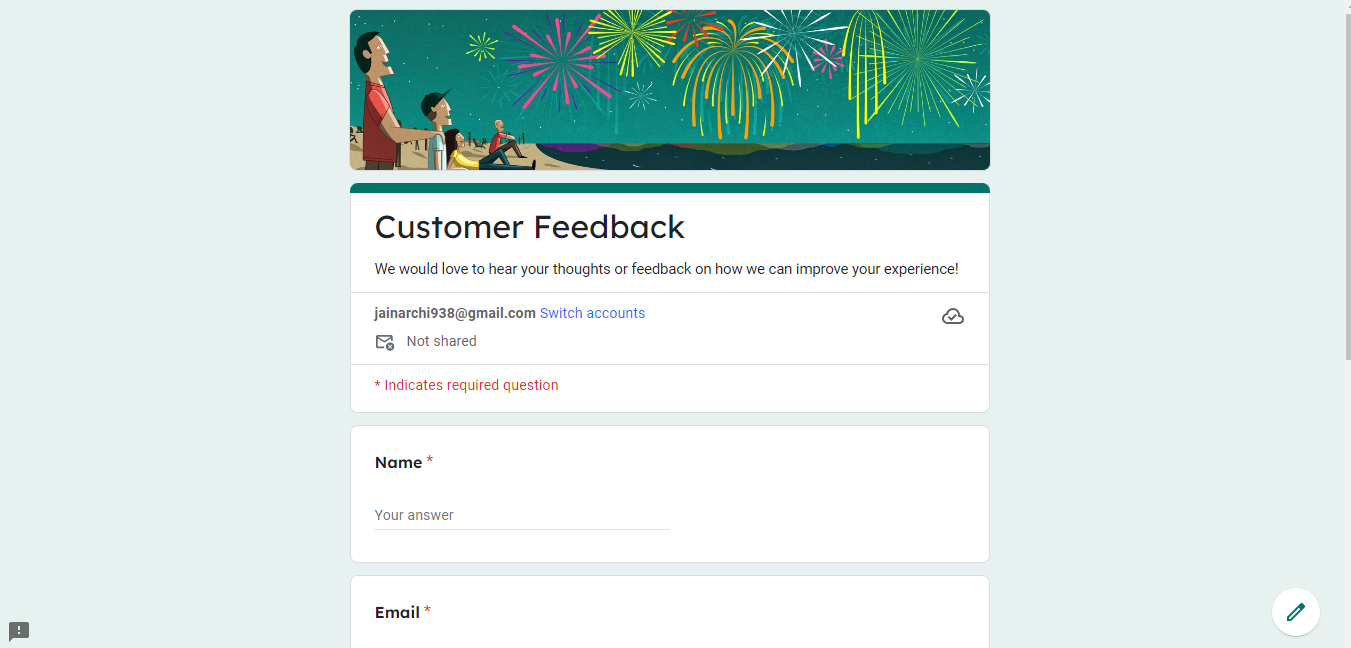 Customer Feedback
We would love to hear your thoughts or feedback on how we can improve your experience!
jainarchi938@gmail.com Switch accounts
Not shared
* Indicates required question
Name *
Your answer
Email *